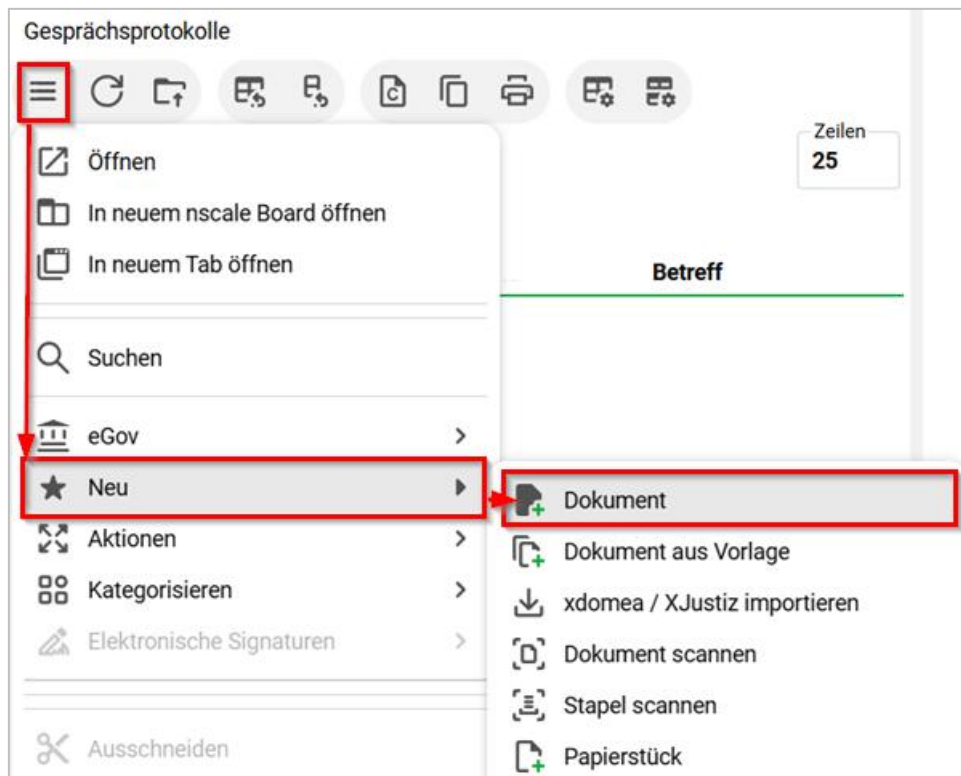 Gesprächsprotokolle
Zeilen
25
Öffnen
In neuem nscale Board öffnen
In neuem Tab öffnen
Betreff
Suchen
eGov
Neu
Aktionen
Kategorisieren
Elektronische Signaturen
Ausschneiden
Dokument
Dokument aus Vorlage
xdomea / XJustiz importieren
Dokument scannen
Stapel scannen
Papierstück